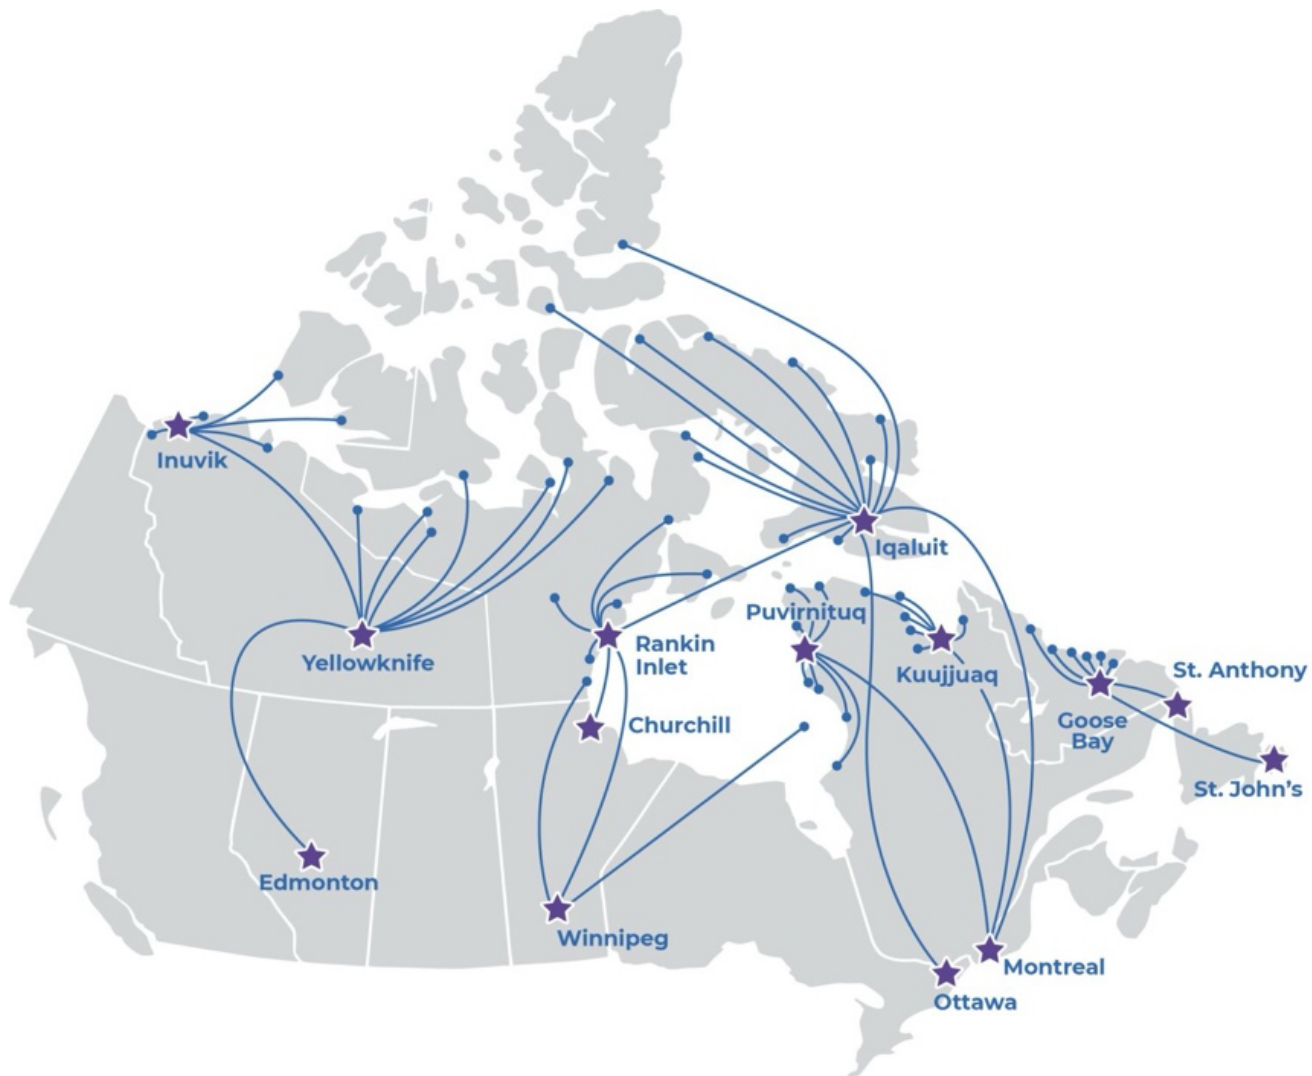 Inuvik
Iqaluit
Puvirnituq
Rankin
Inlet
Yellowknife
Kuujjuaq
St. Anthony
Churchill
Goose
Bay
St. John's
Edmonton
Winnipeg
Montreal
Ottawa